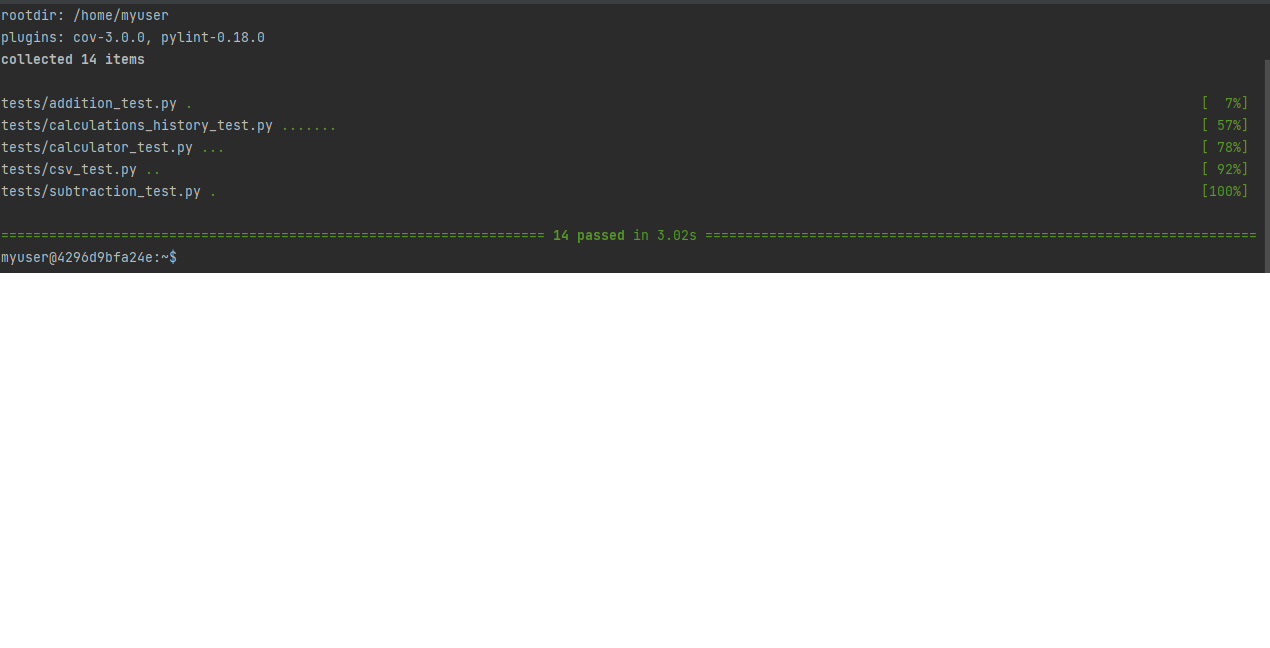 rootdir: /home/myuser
plugins: cov-3.0.0, pylint-0.18.0
collected 14 items
tests/addition_test.py . [  7%]
tests/calculations_history_test.py ....... [ 57%]
tests/calculator_test.py ... [ 78%]
tests/csv_test.py .. [ 92%]
tests/subtraction_test.py . [100%]
==================================================================== 14 passed in 3.02s =====================================================================
myuser@4296d9bfa24e:~$